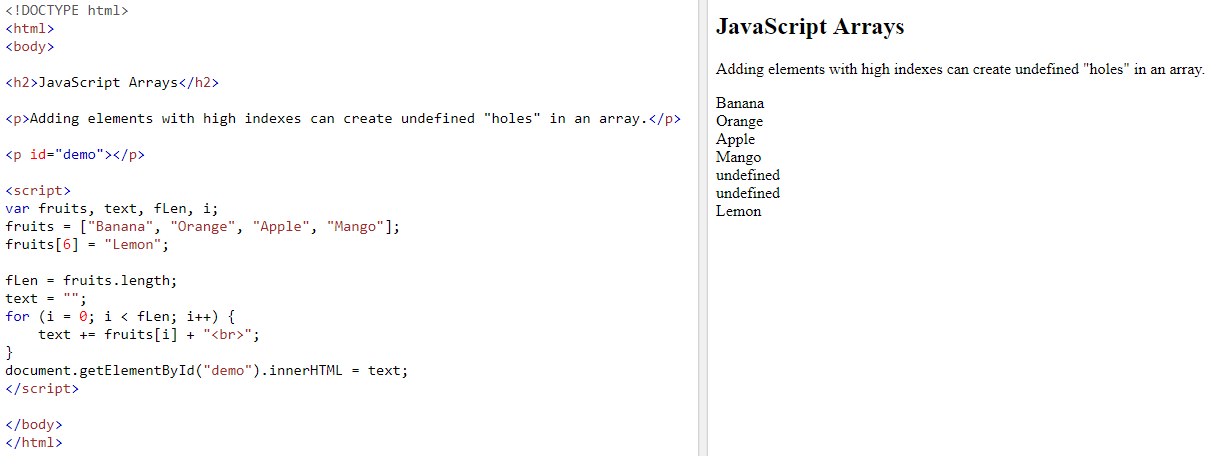 <!DOCTYPE html>
<html>
<body>
<h2>JavaScript Arrays</h2>
<p>Adding elements with high indexes can create undefined "holes" in an array.</p>
<p id="demo"></p>
<script>
var fruits, text, fLen, i;
fruits = ["Banana", "Orange", "Apple", "Mango"];
fruits[6] = "Lemon";
fLen = fruits.length;
text = "";
for (i = 0; i < fLen; i++) {
    text += fruits[i] + "<br>";
}
document.getElementById("demo").innerHTML = text;
</script>
</body>
</html>
JavaScript Arrays
Adding elements with high indexes can create undefined "holes" in an array.
Banana
Orange
Apple
Mango
undefined
undefined
Lemon